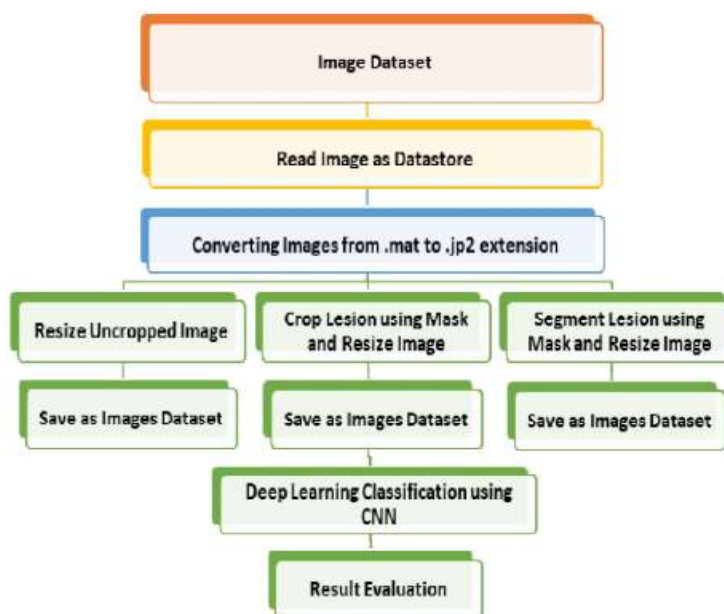 Image Dataset
Read Image as Datastore
Converting Images from .mat to .jp2 extension
Resize Uncropped Image
Crop Lesion using Mask
and Resize Image
Segment Lesion using
Mask and Resize Image
Save as Images Dataset
Save as Images Dataset
Save as Images Dataset
Deep Learning Classification using
CNN
Result Evaluation